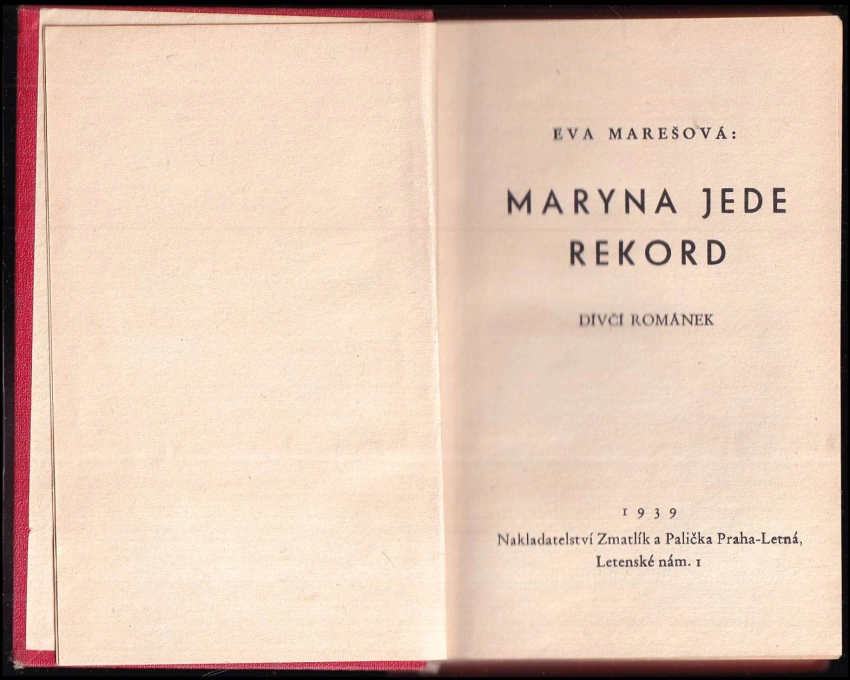 EVA MAREŠOVÁ:
MARYNA JEDE
REKORD
DÍVČÍ ROMÁNEK
1939
Nakladatelství Zmatlík a Palička Praha-Letná,
Letenské nám. 1